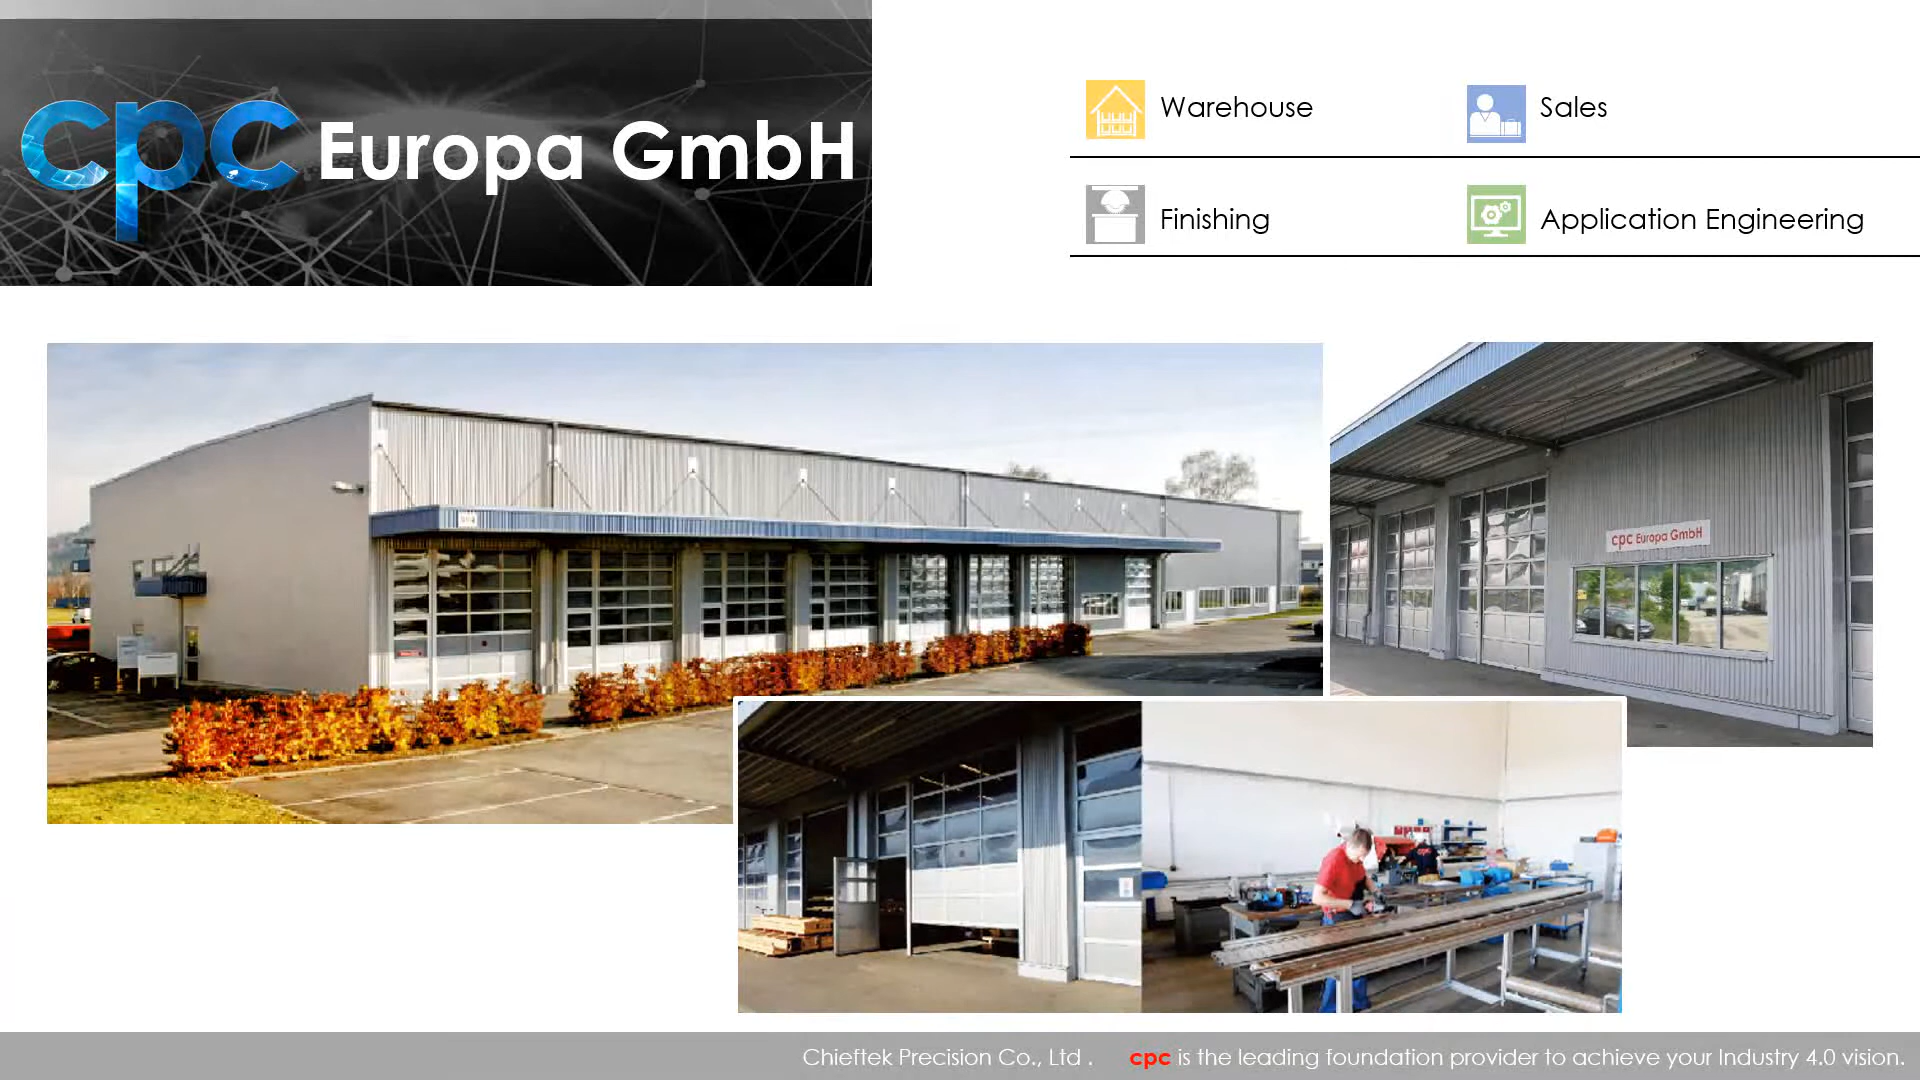 cpc Europa GmbH
Warehouse
Sales
Finishing
Application Engineering
cpc Europa GmbH
Chieftek Precision Co., Ltd . cpc is the leading foundation provider to achieve your Industry 4.0 vision.